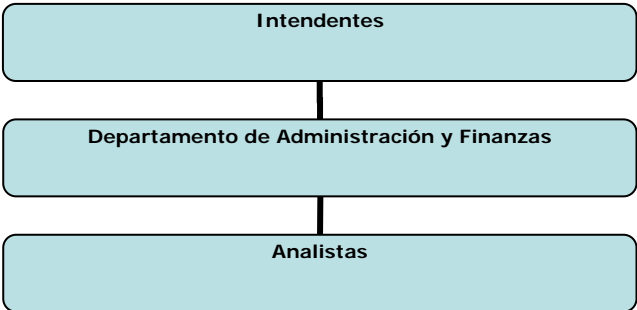 Intendentes
Departamento de Administración y Finanzas
Analistas